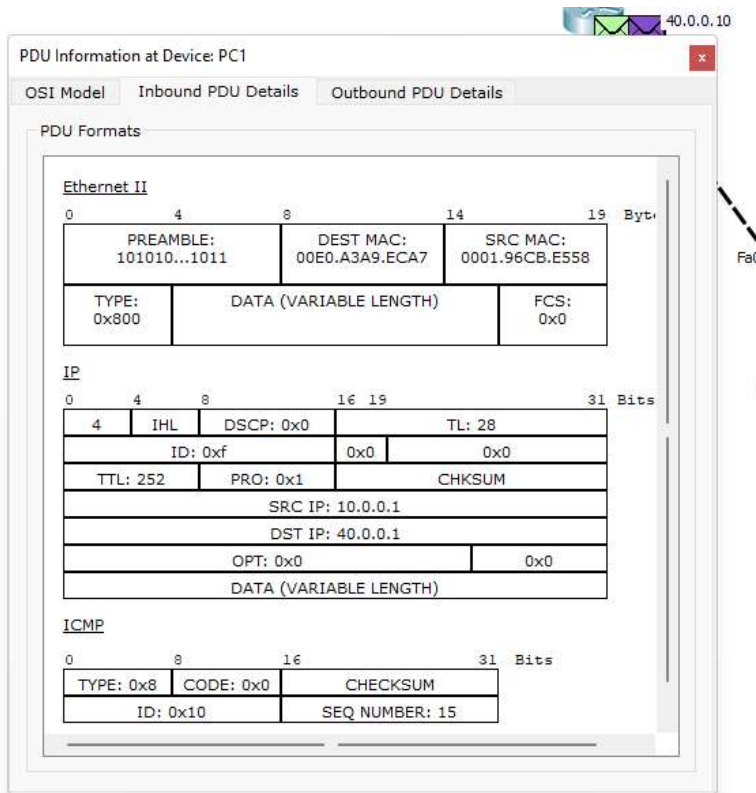 40.0.0.10
PDU Information at Device: PC1
x
OSI Model Inbound PDU Details Outbound PDU Details
PDU Formats
Ethernet II
0 4 8 14 19 Byte
PREAMBLE: DEST MAC: SRC MAC:
101010...1011 00E0.A3A9.ECA7 0001.96CB.E558
Fa0
TYPE: DATA (VARIABLE LENGTH) FCS:
0x800 0x0
IP
0 4 8 16 19 31 Bits
4 IHL DSCP: 0x0 TL: 28
ID: 0xf 0x0 0x0
TTL: 252 PRO: 0x1 CHKSUM
SRC IP: 10.0.0.1
DST IP: 40.0.0.1
OPT: 0x0 0x0
DATA (VARIABLE LENGTH)
ICMP
0 8 16 31 Bits
TYPE: 0x8 CODE: 0x0 CHECKSUM
ID: 0x10 SEQ NUMBER: 15